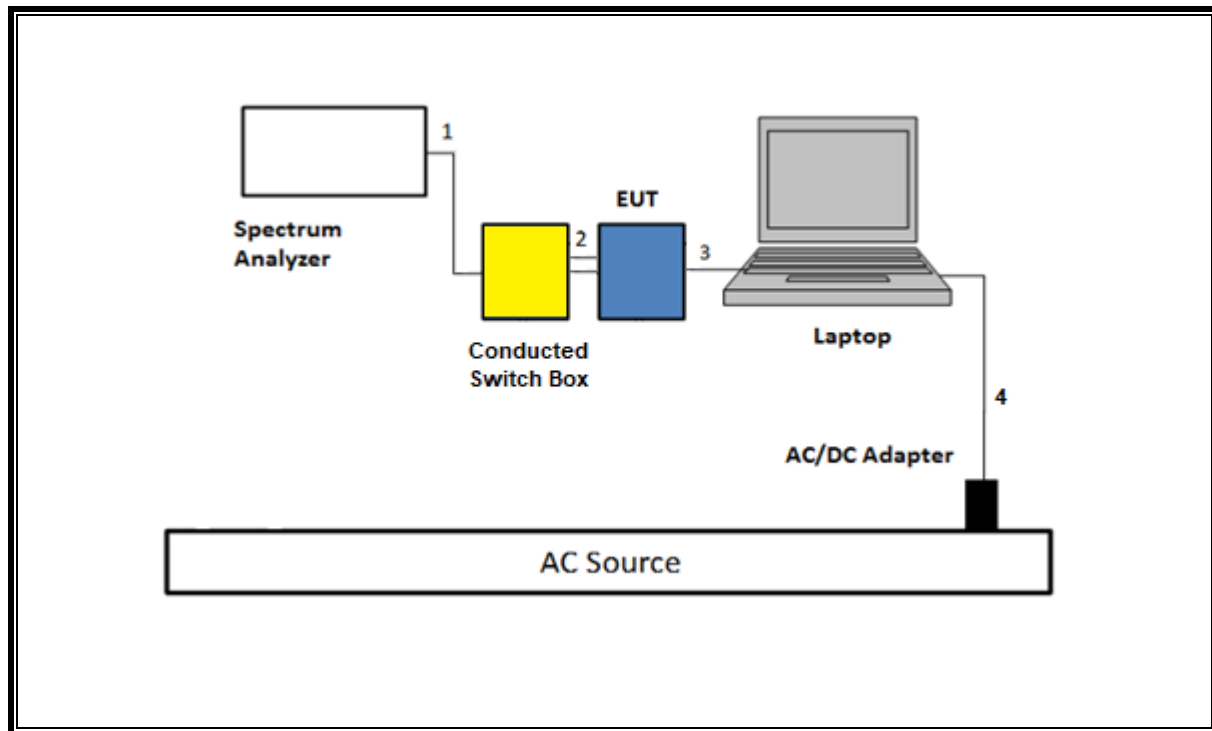 1
Spectrum
Analyzer
2
EUT
3
Conducted
Switch Box
Laptop
4
AC/DC Adapter
AC Source